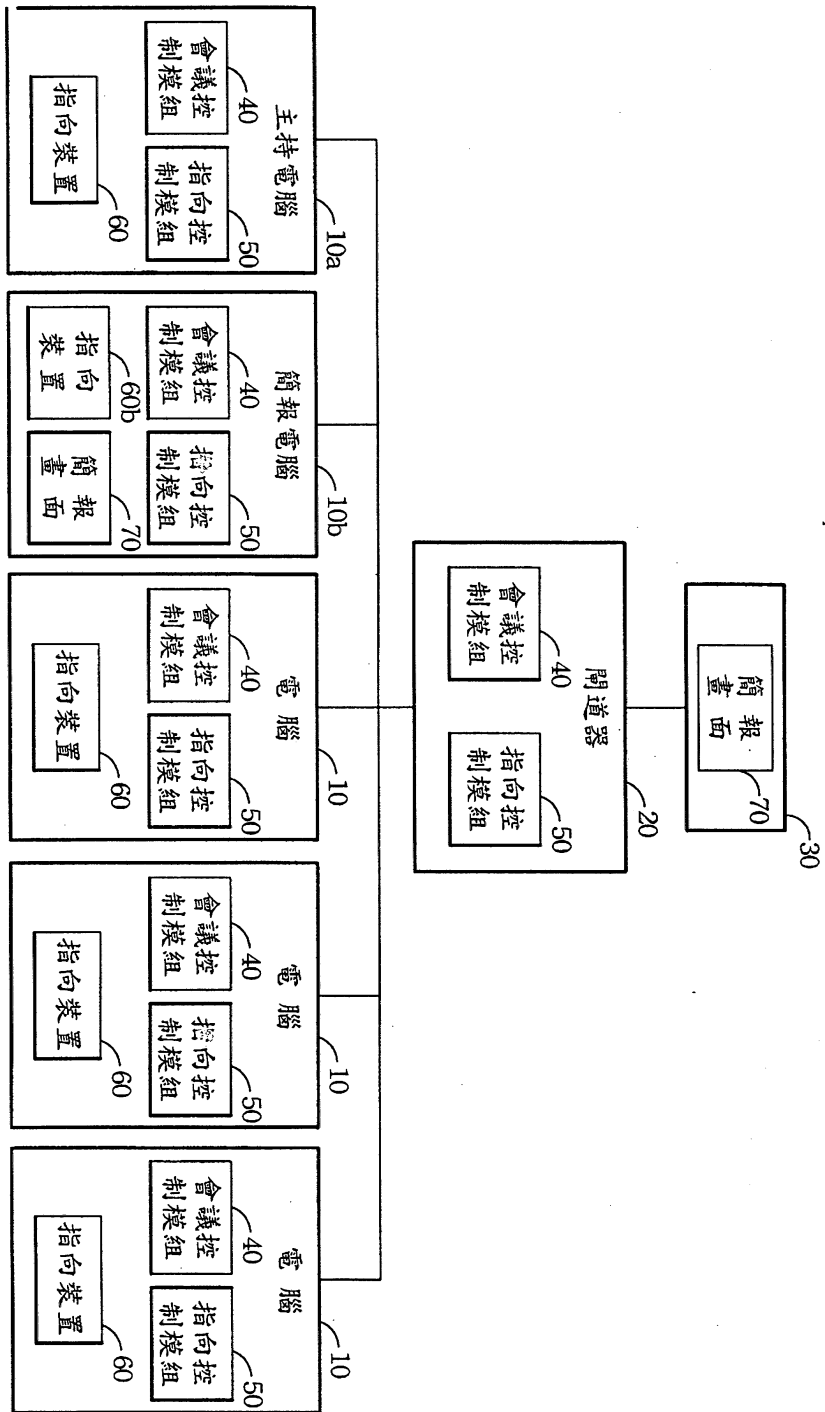 30
簡報
畫面
70
20
閘道器
40
會議控
制模組
50
指向控
制模組
10a
主持電腦
40
會議控
制模組
50
指向控
制模組
60
指向裝置
10b
簡報電腦
40
會議控
制模組
50
指向控
制模組
60b
指向
裝置
70
簡報
畫面
10
電腦
40
會議控
制模組
50
指向控
制模組
60
指向裝置
10
電腦
40
會議控
制模組
50
指向控
制模組
60
指向裝置
10
電腦
40
會議控
制模組
50
指向控
制模組
60
指向裝置